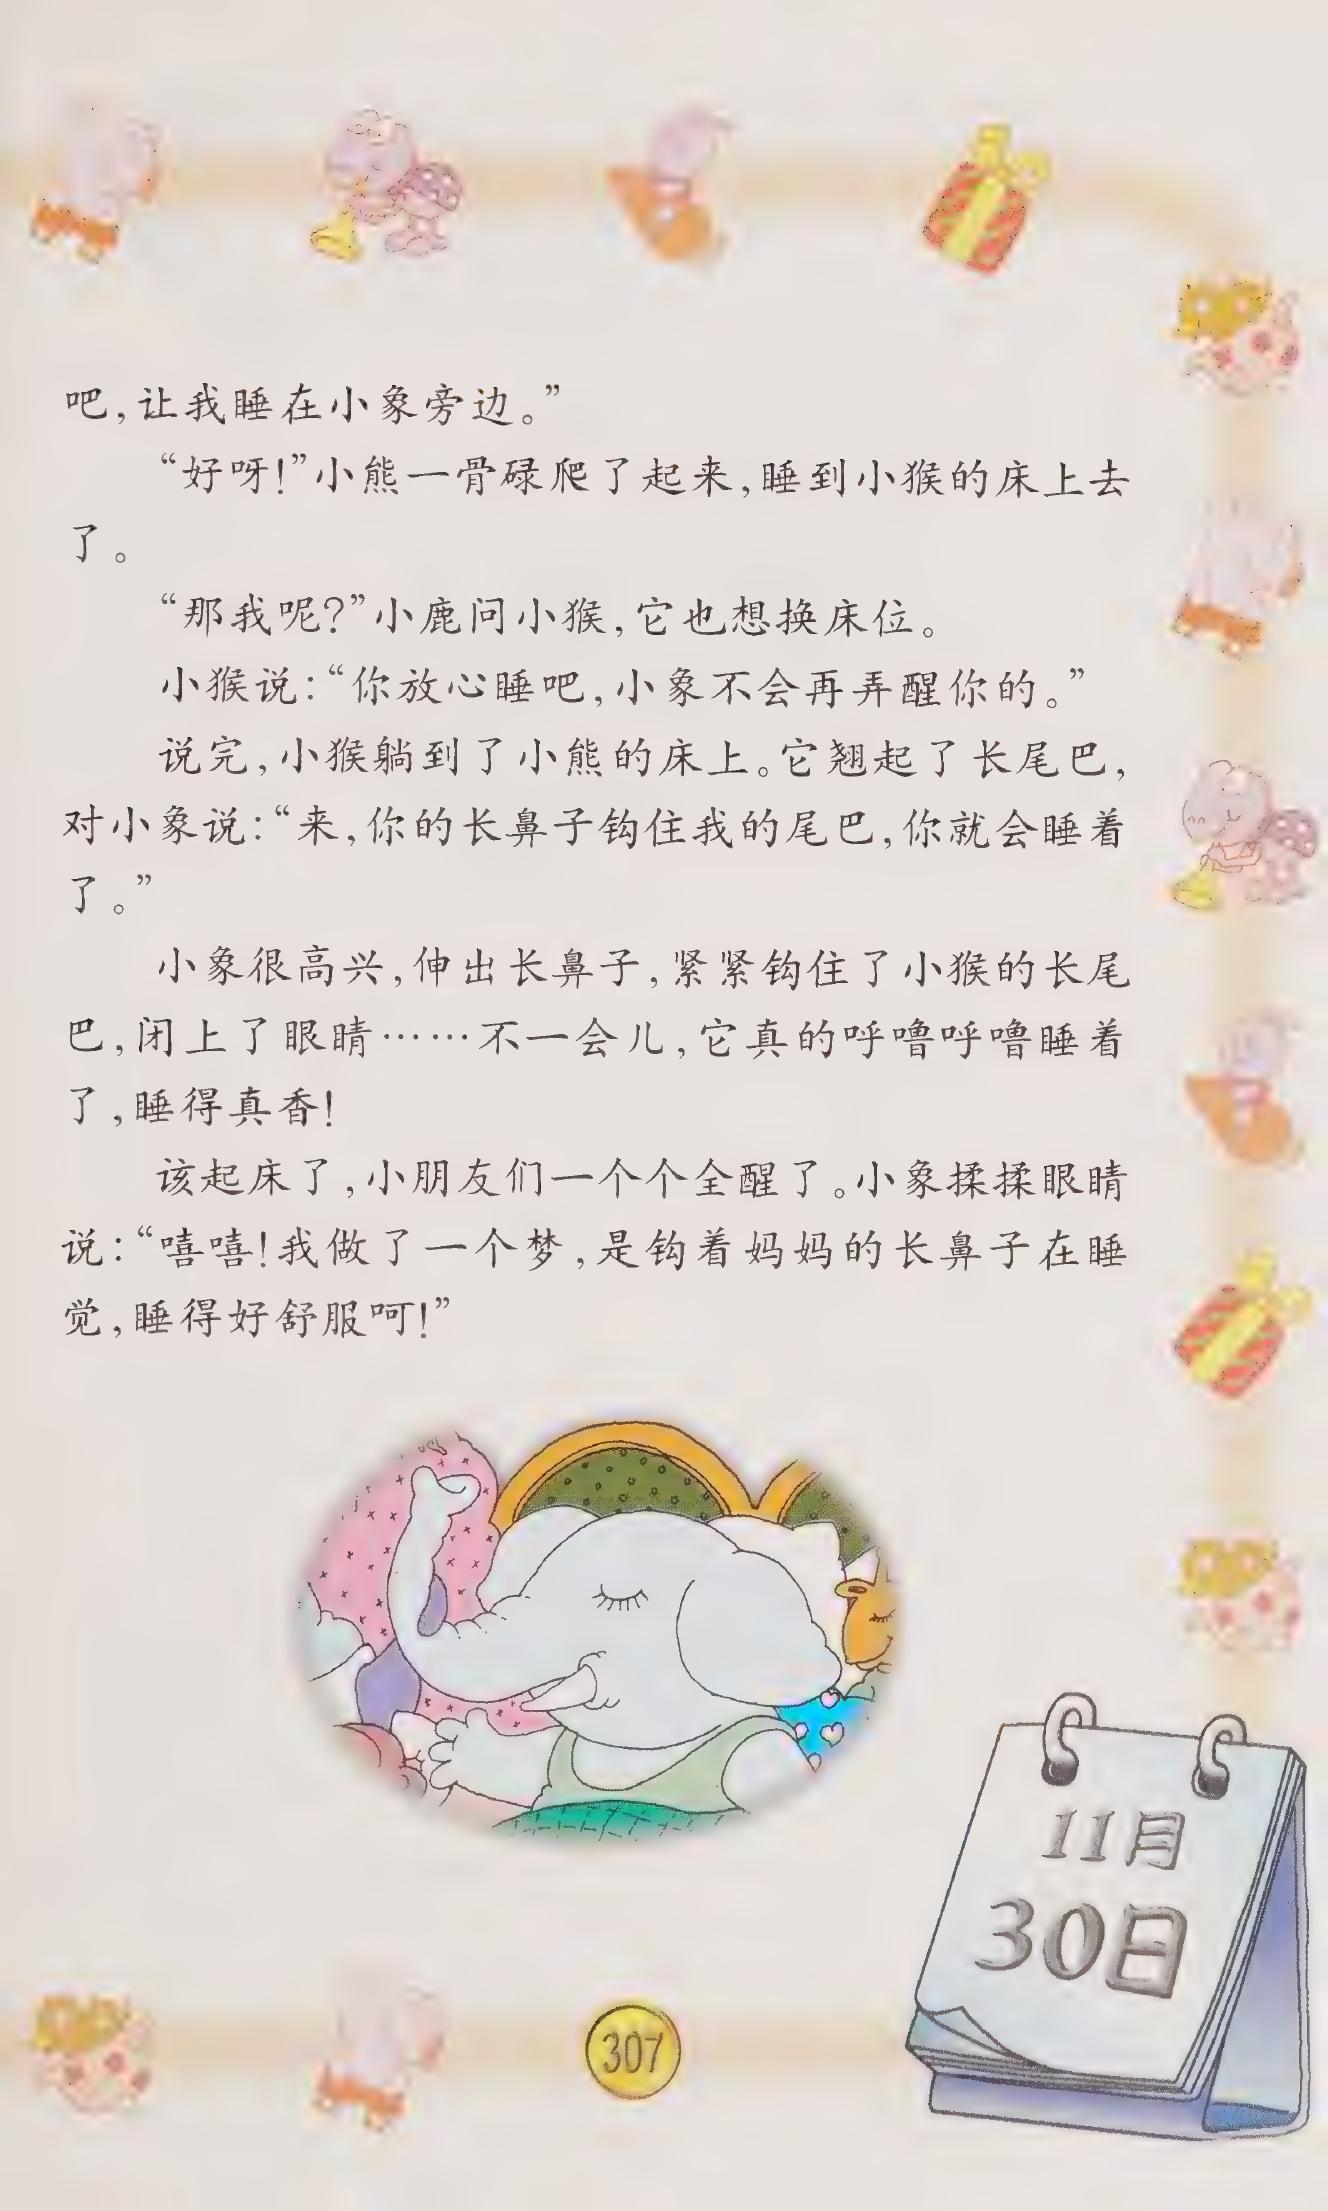 吧,让我睡在小象旁边。”
“好呀!”小熊一骨碌爬了起来,睡到小猴的床上去
了。
“那我呢?”小鹿问小猴,它也想换床位。
小猴说:“你放心睡吧,小象不会再弄醒你的。”
说完,小猴躺到了小熊的床上。它翘起了长尾巴,
对小象说:“来,你的长鼻子钩住我的尾巴,你就会睡着
了。”
小象很高兴,伸出长鼻子,紧紧钩住了小猴的长尾
巴,闭上了眼睛……不一会儿,它真的呼噜呼噜睡着
了,睡得真香!
该起床了,小朋友们一个个全醒了。小象揉揉眼睛
说:“嘻嘻!我做了一个梦,是钩着妈妈的长鼻子在睡
觉,睡得好舒服呵!”
11月
30日
307